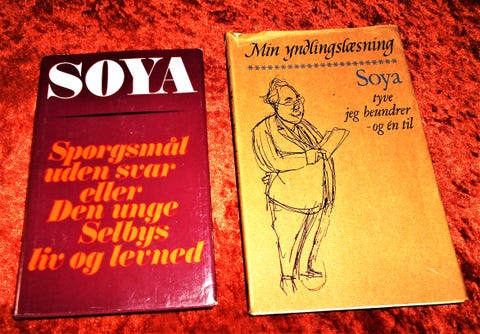 SOYA
Spørgsmål
uden svar
eller
Den unge
Selbys
liv og levned
Min yndlingslæsning
*********************
Soya
tyve
jeg beundrer
- og én til